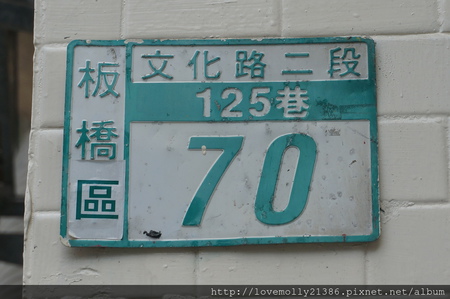 板橋區
文化路二段
125巷
70
http://lovemolly21386.pixnet.net/album